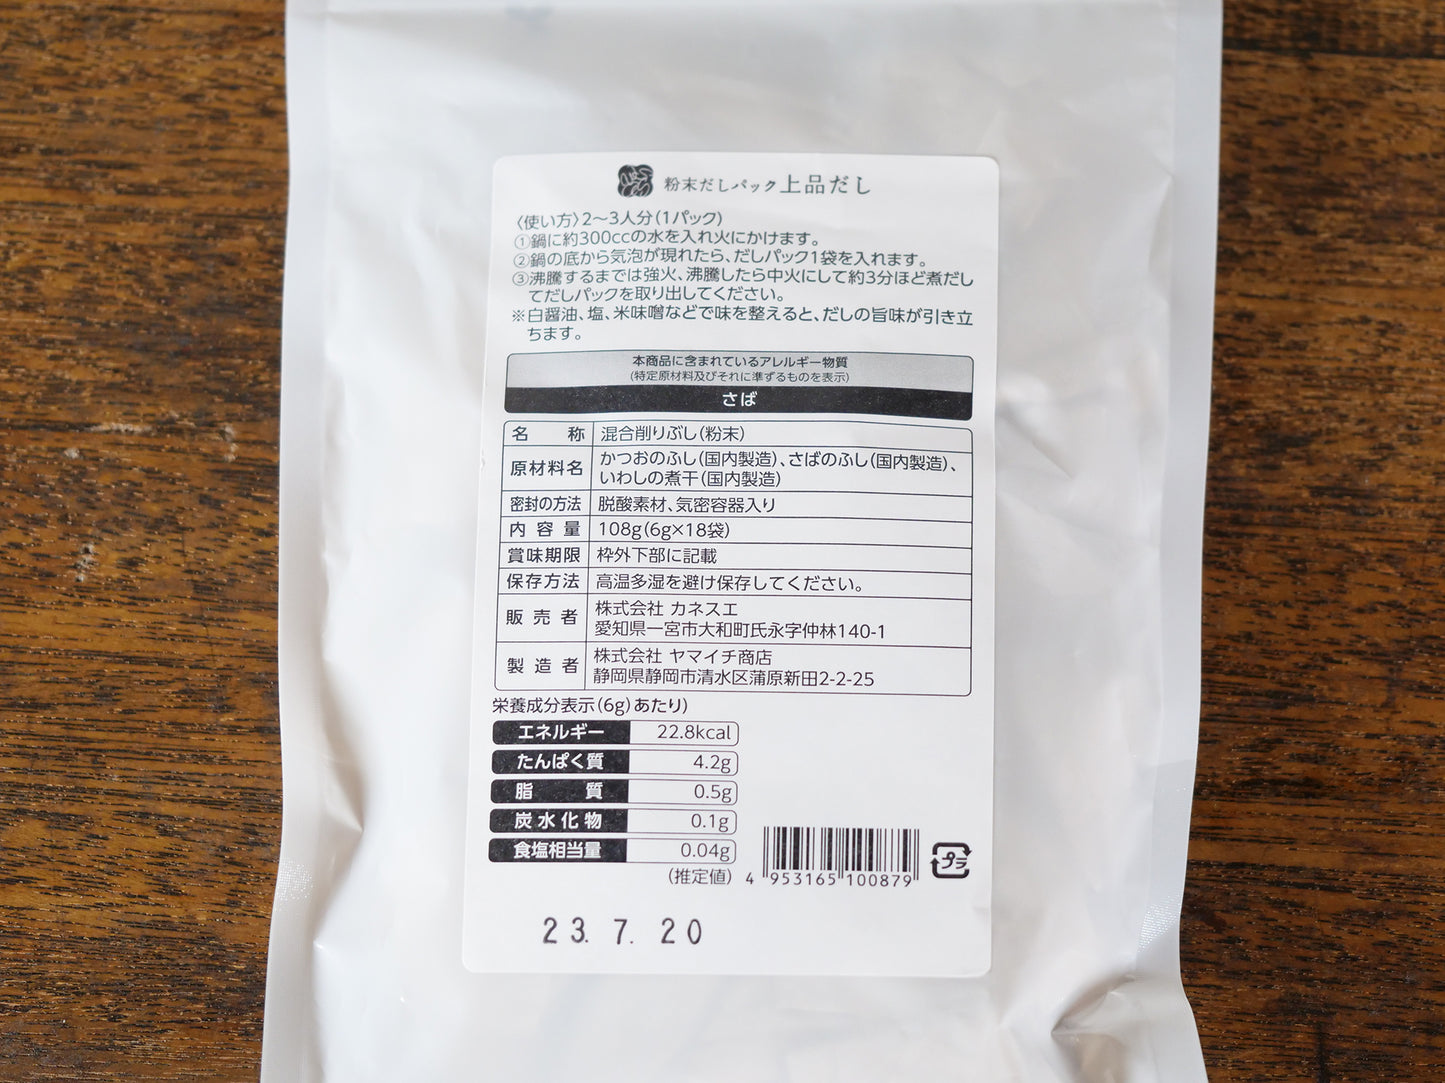 粉末だしパック上品だし
〈使い方〉2〜3人分(1パック)
①鍋に約300ccの水を入れ火にかけます。
②鍋の底から気泡が現れたら、だしパック1袋を入れます。
③沸騰するまでは強火、沸騰したら中火にして約3分ほど煮だし
てだしパックを取り出してください。
※白醤油、塩、米味噌などで味を整えると、だしの旨味が引き立
ちます。
本商品に含まれているアレルギー物質
(特定原材料及びそれに準ずるものを表示)
さば
名称 混合削りぶし(粉末)
原材料名 かつおのふし(国内製造)、さばのふし(国内製造)、
いわしの煮干(国内製造)
密封の方法 脱酸素材、気密容器入り
内容量 108g(6g×18袋)
賞味期限 枠外下部に記載
保存方法 高温多湿を避け保存してください。
販売者 株式会社 カネスエ
愛知県一宮市大和町氏永字仲林140-1
製造者 株式会社 ヤマイチ商店
静岡県静岡市清水区蒲原新田2-2-25
栄養成分表示(6g)あたり)
エネルギー 22.8kcal
たんぱく質 4.2g
脂質 0.5g
炭水化物 0.1g
食塩相当量 0.04g
(推定値)
4 953165 100879
プラ
23. 7. 20